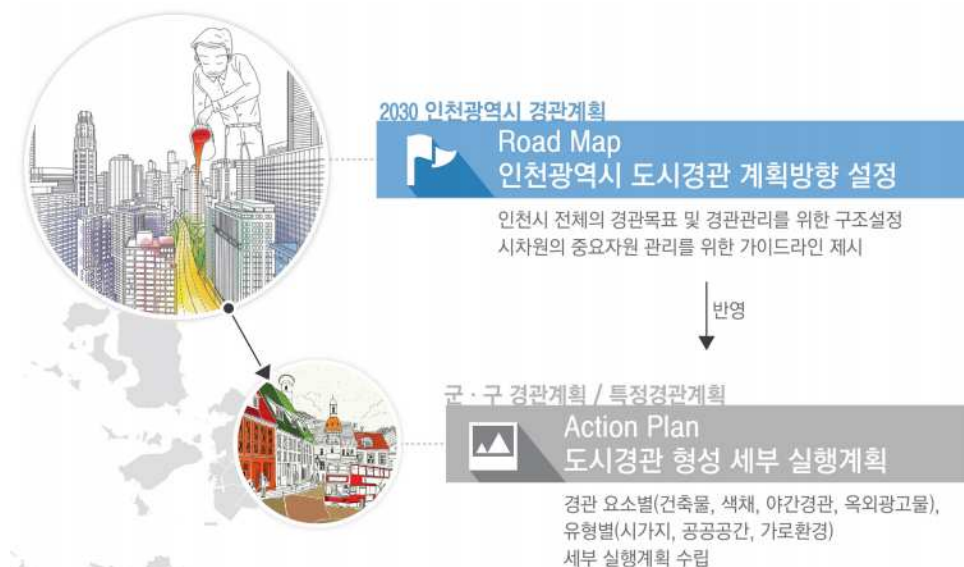 2030 인천광역시 경관계획
Road Map
인천광역시 도시경관 계획방향 설정
인천시 전체의 경관목표 및 경관관리를 위한 구조설정
시차원의 중요자원 관리를 위한 가이드라인 제시
반영
군 · 구 경관계획 / 특정경관계획
Action Plan
도시경관 형성 세부 실행계획
경관 요소별(건축물, 색채, 야간경관, 옥외광고물),
유형별(시가지, 공공공간, 가로환경)
세부 실행계획 수립